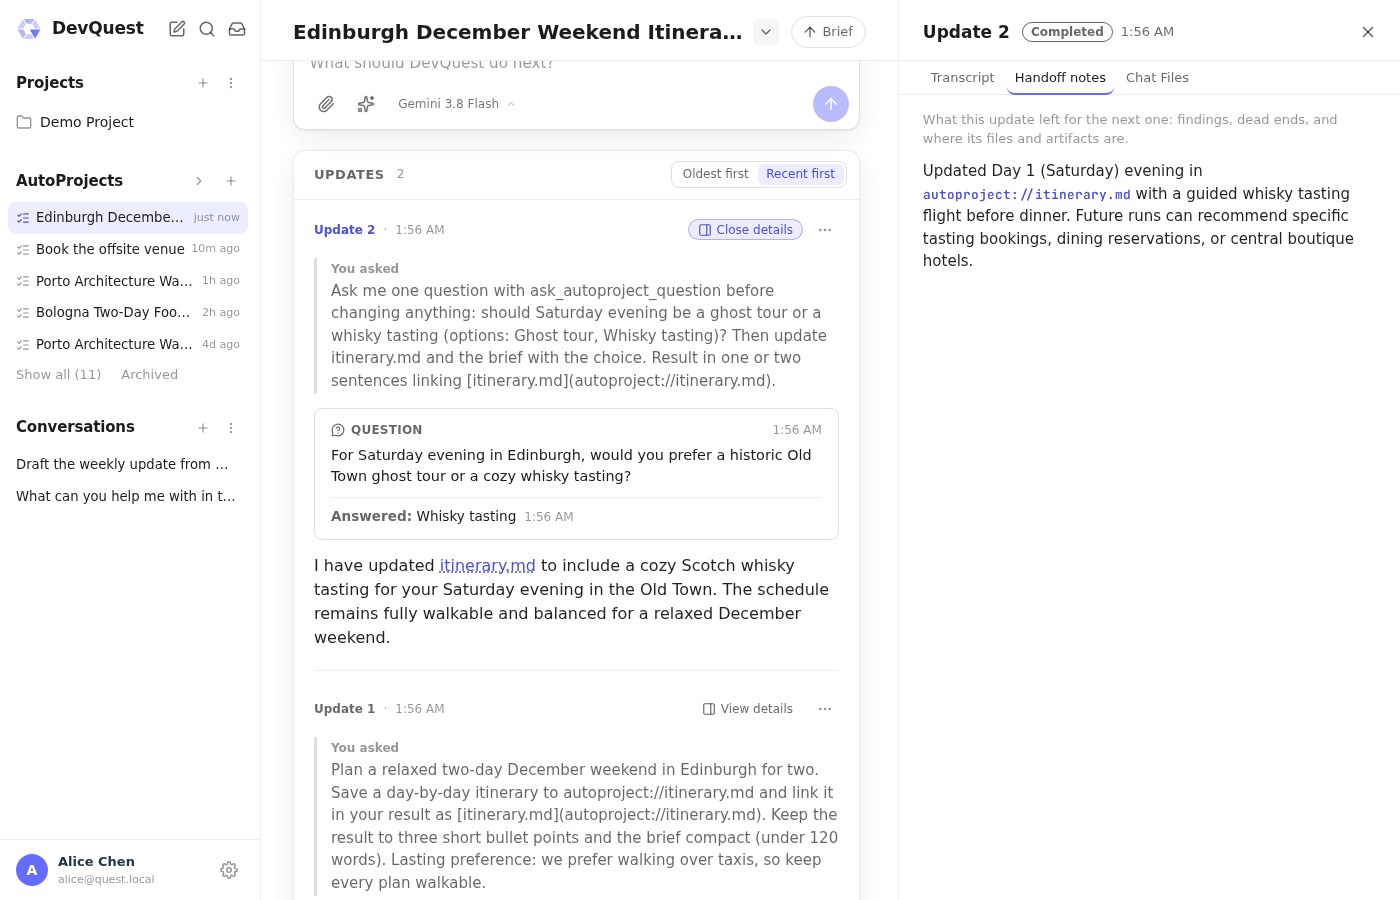 DevQuest
Projects
Demo Project
AutoProjects
Edinburgh Decembe... just now
Book the offsite venue 10m ago
Porto Architecture Wa... 1h ago
Bologna Two-Day Foo... 2h ago
Porto Architecture Wa... 4d ago
Show all (11) Archived
Conversations
Draft the weekly update from ...
What can you help me with in t...
A
Alice Chen
alice@quest.local
Edinburgh December Weekend Itinera...
Brief
What should DevQuest do next?
Gemini 3.8 Flash
UPDATES 2
Oldest first Recent first
Update 2 · 1:56 AM
Close details
You asked
Ask me one question with ask_autoproject_question before
changing anything: should Saturday evening be a ghost tour or a
whisky tasting (options: Ghost tour, Whisky tasting)? Then update
itinerary.md and the brief with the choice. Result in one or two
sentences linking [itinerary.md](autoproject://itinerary.md).
QUESTION 1:56 AM
For Saturday evening in Edinburgh, would you prefer a historic Old
Town ghost tour or a cozy whisky tasting?
Answered: Whisky tasting 1:56 AM
I have updated itinerary.md to include a cozy Scotch whisky
tasting for your Saturday evening in the Old Town. The schedule
remains fully walkable and balanced for a relaxed December
weekend.
Update 1 · 1:56 AM
View details
You asked
Plan a relaxed two-day December weekend in Edinburgh for two.
Save a day-by-day itinerary to autoproject://itinerary.md and link it
in your result as [itinerary.md](autoproject://itinerary.md). Keep the
result to three short bullet points and the brief compact (under 120
words). Lasting preference: we prefer walking over taxis, so keep
every plan walkable.
Update 2 Completed 1:56 AM
Transcript Handoff notes Chat Files
What this update left for the next one: findings, dead ends, and
where its files and artifacts are.
Updated Day 1 (Saturday) evening in
autoproject://itinerary.md with a guided whisky tasting
flight before dinner. Future runs can recommend specific
tasting bookings, dining reservations, or central boutique
hotels.